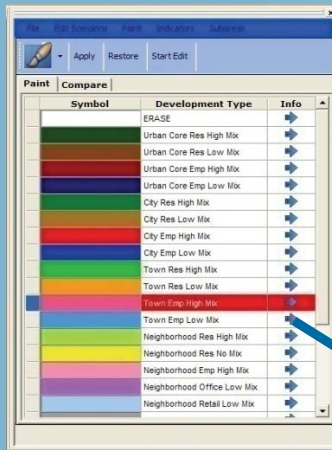 File Edit Scenarios Paint Indicators Subareas
Apply Restore Start Edit
Paint Compare
Symbol Development Type Info
ERASE
Urban Core Res High Mix
Urban Core Res Low Mix
Urban Core Emp High Mix
Urban Core Emp Low Mix
City Res High Mix
City Res Low Mix
City Emp High Mix
City Emp Low Mix
Town Res High Mix
Town Res Low Mix
Town Emp High Mix
Town Emp Low Mix
Neighborhood Res High Mix
Neighborhood Res No Mix
Neighborhood Emp High Mix
Neighborhood Office Low Mix
Neighborhood Retail Low Mix